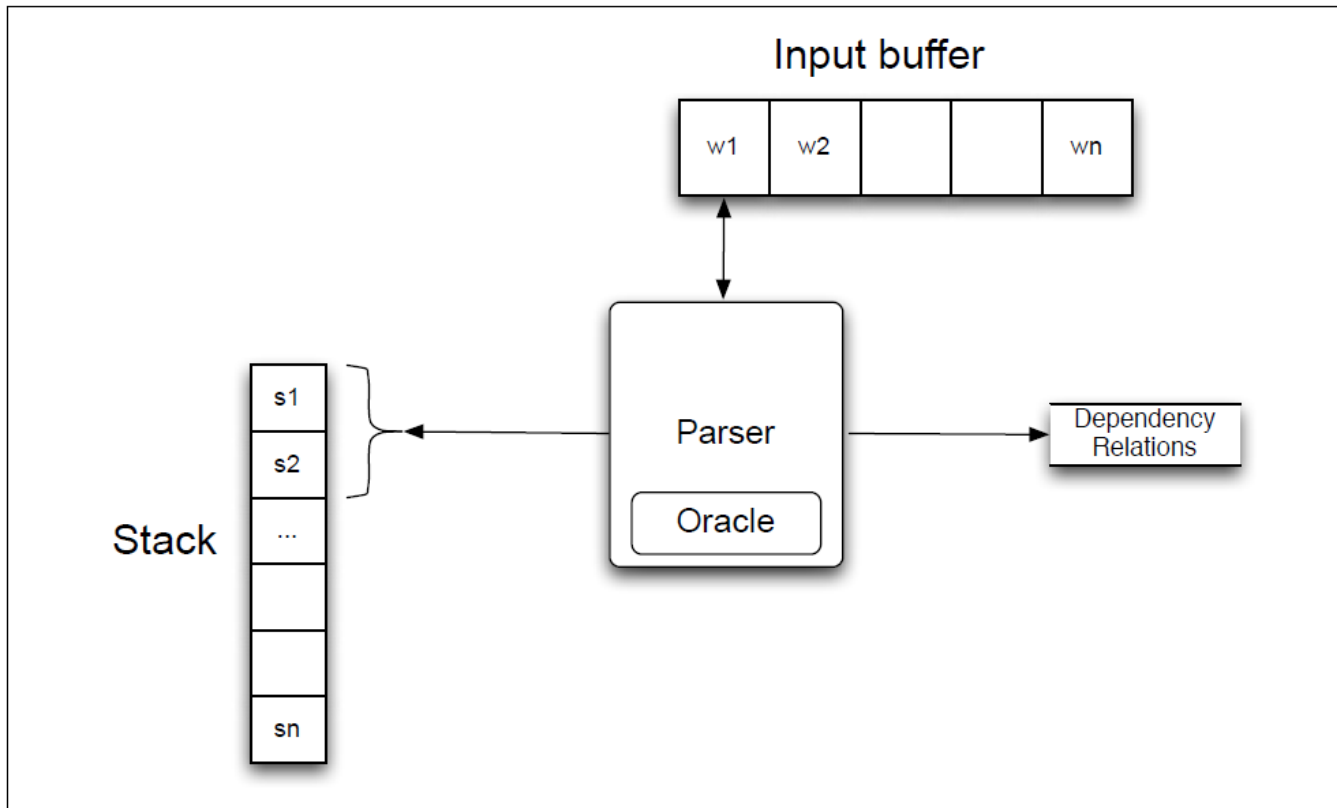 Input buffer
w1 w2 wn
s1
s2
...
sn
Stack
Parser
Oracle
Dependency
Relations